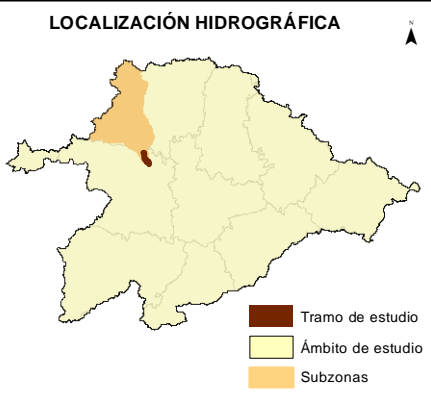 LOCALIZACIÓN HIDROGRÁFICA
N
Tramo de estudio
Ámbito de estudio
Subzonas